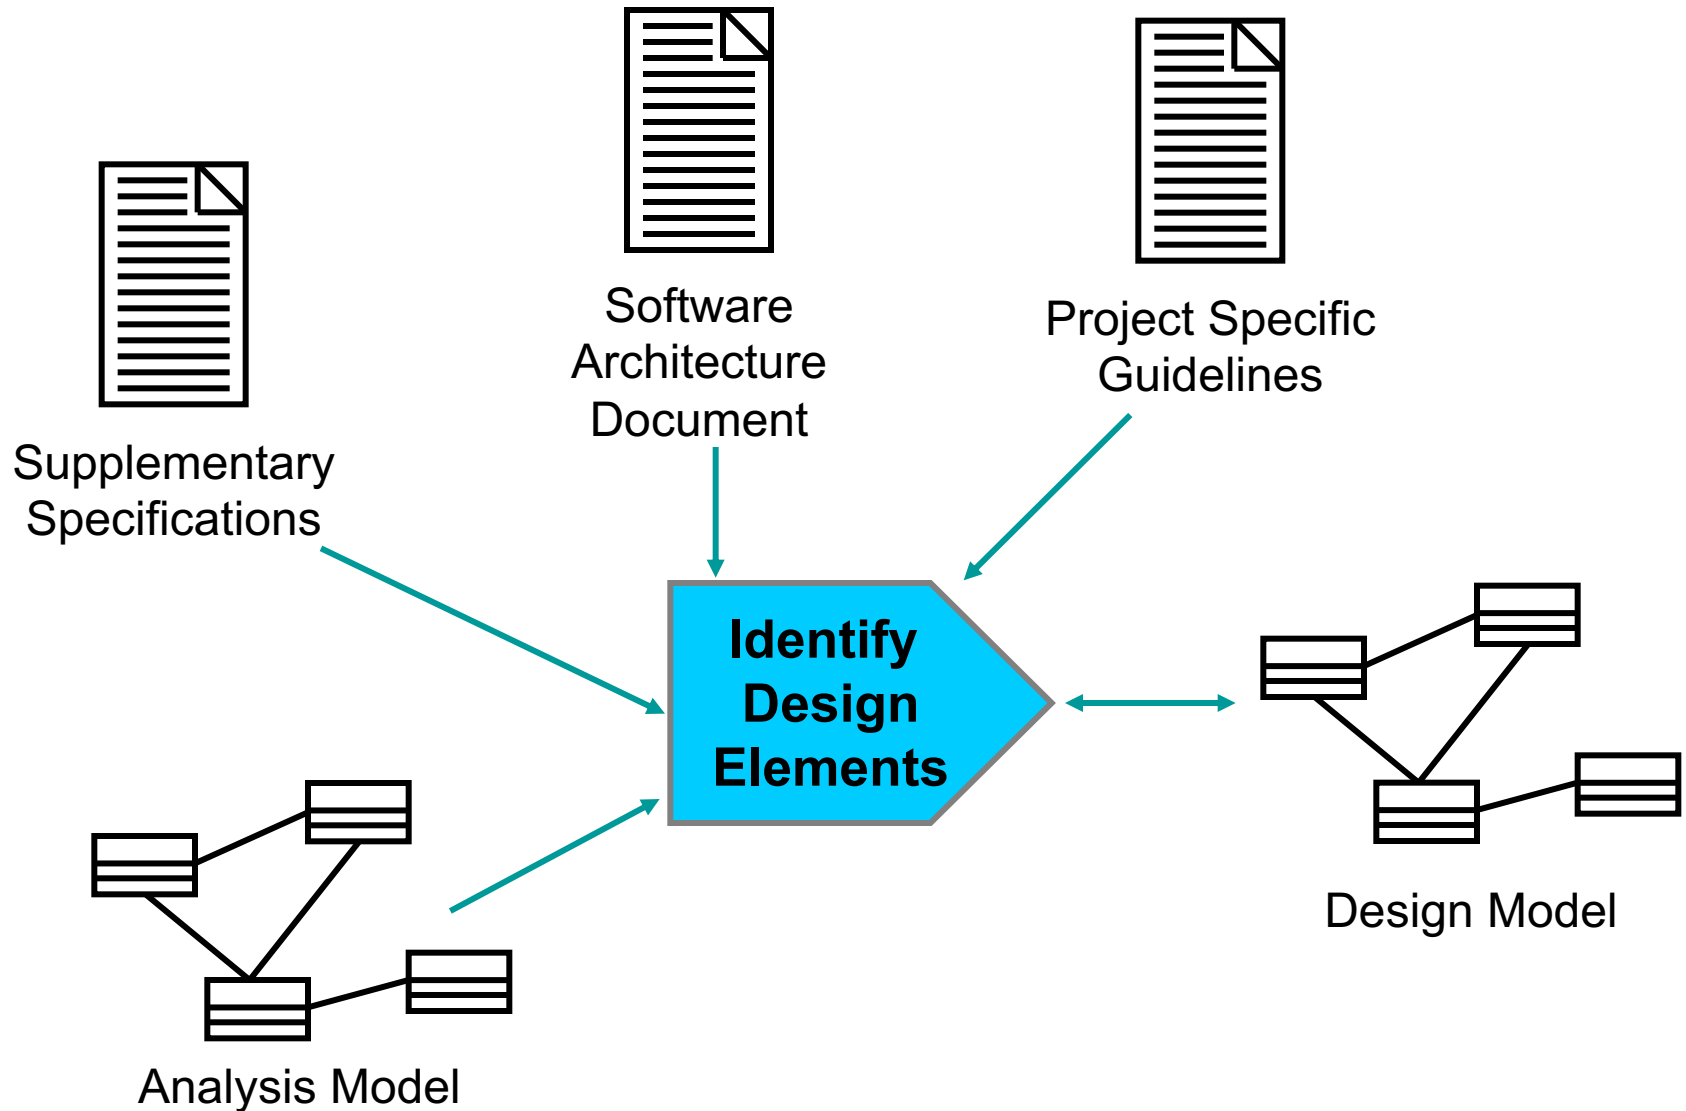 Software
Architecture
Document
Project Specific
Guidelines
Supplementary
Specifications
Identify
Design
Elements
Design Model
Analysis Model